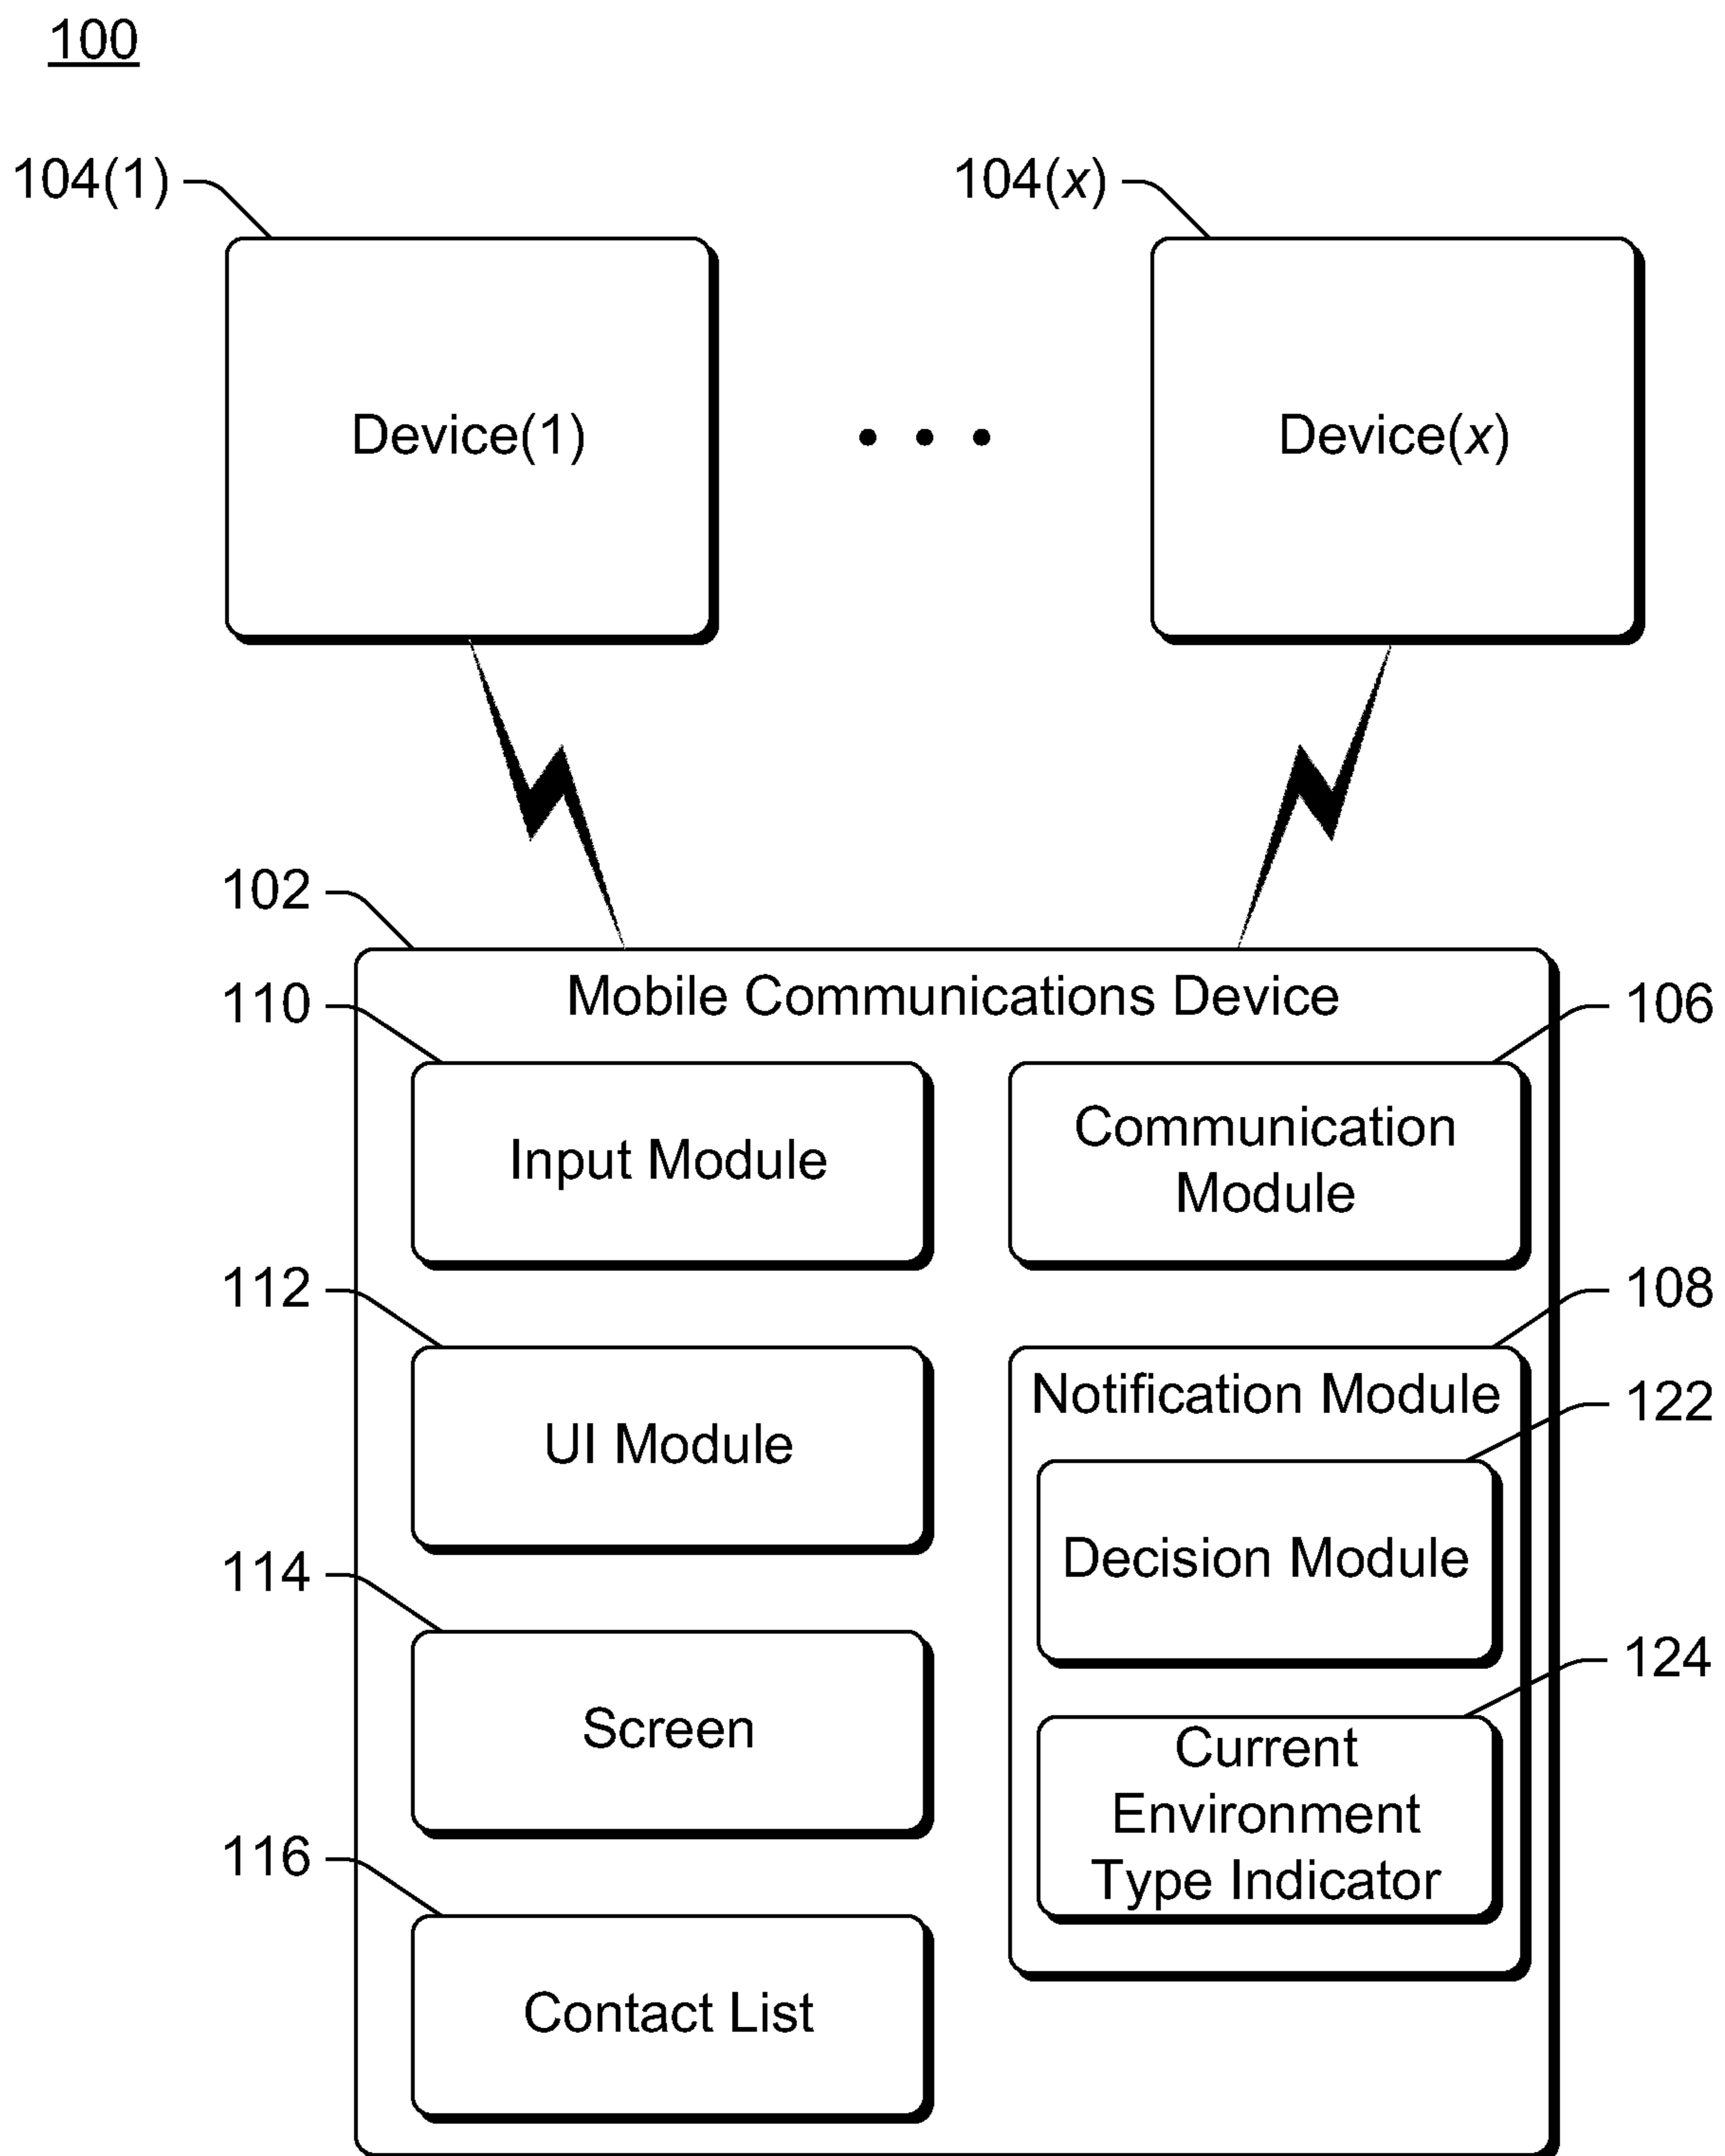 100
104(1)
104(x)
Device(1)
. . .
Device(x)
102
Mobile Communications Device
110
106
Input Module
Communication
Module
112
108
UI Module
Notification Module
122
Decision Module
114
Screen
124
Current
Environment
Type Indicator
116
Contact List